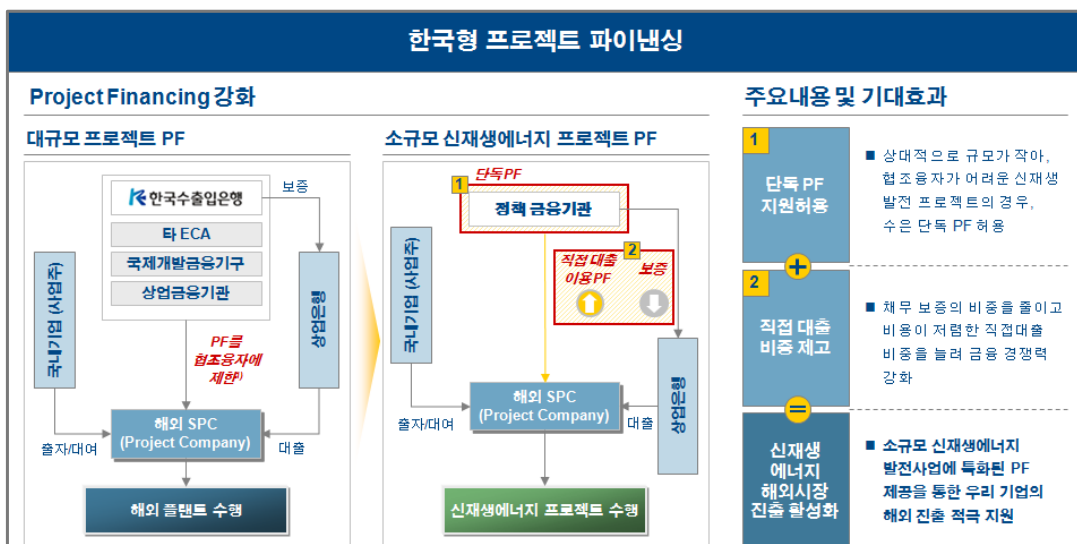 한국형 프로젝트 파이낸싱
Project Financing 강화
대규모 프로젝트 PF
한국수출입은행
타 ECA
국제개발금융기구
상업금융기관
보증
국내기업 (사업주)
상업은행
PF를
협조융자에
제한¹⁾
해외 SPC
(Project Company)
출자/대여
대출
해외 플랜트 수행
소규모 신재생에너지 프로젝트 PF
1
단독 PF
정책 금융기관
2
직접 대출
이용 PF
보증
국내기업 (사업주)
상업은행
해외 SPC
(Project Company)
출자/대여
대출
신재생에너지 프로젝트 수행
주요내용 및 기대효과
1
단독 PF
지원허용
■ 상대적으로 규모가 작아,
협조융자가 어려운 신재생
발전 프로젝트의 경우,
수은 단독 PF 허용
+
2
직접 대출
비중 제고
■ 채무 보증의 비중을 줄이고
비용이 저렴한 직접대출
비중을 늘려 금융 경쟁력
강화
=
신재생
에너지
해외시장
진출 활성화
■ 소규모 신재생에너지
발전사업에 특화된 PF
제공을 통한 우리 기업의
해외 진출 적극 지원